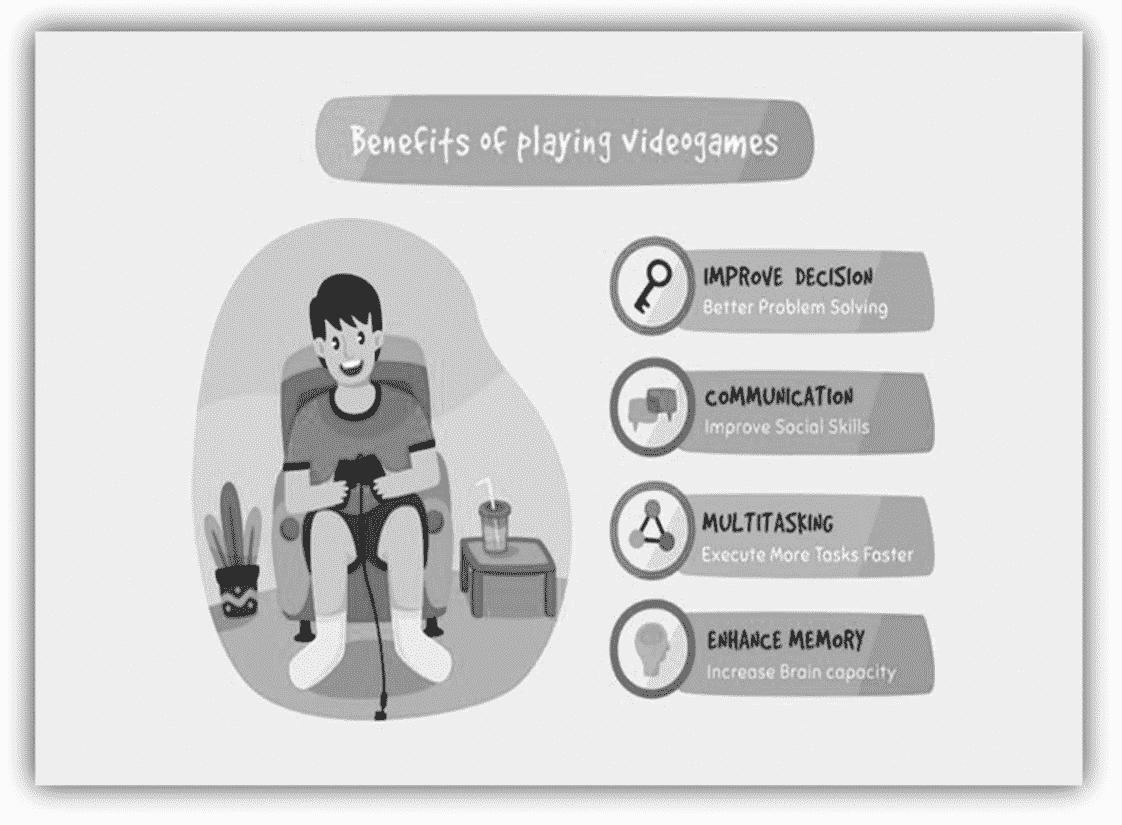 Benefits of playing videogames
IMPROVE DECISION
Better Problem Solving
COMMUNICATION
Improve Social Skills
MULTITASKING
Execute More Tasks Faster
ENHANCE MEMORY
Increase Brain capacity